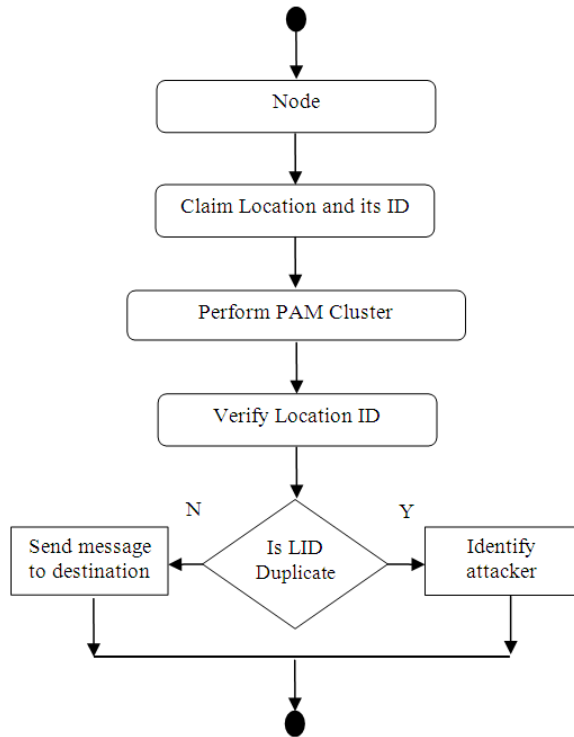 Node
Claim Location and its ID
Perform PAM Cluster
Verify Location ID
N
Y
Send message
to destination
Is LID
Duplicate
Identify
attacker